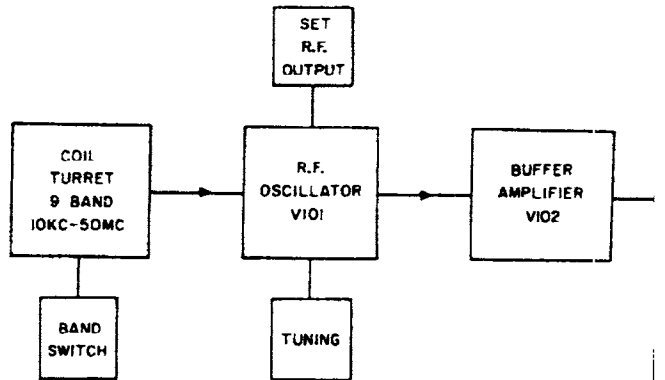 SET
R.F.
OUTPUT
COIL
TURRET
9 BAND
10KC-50MC
R.F.
OSCILLATOR
V101
BUFFER
AMPLIFIER
V102
BAND
SWITCH
TUNING